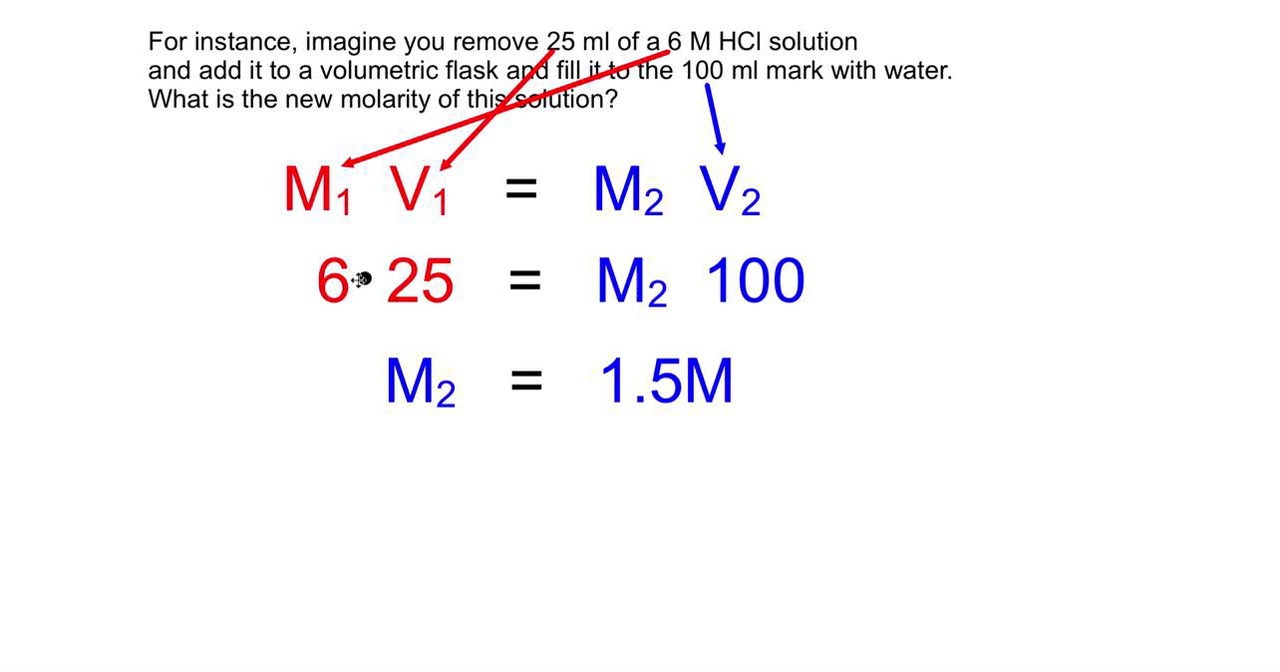 For instance, imagine you remove 25 ml of a 6 M HCl solution
and add it to a volumetric flask and fill it to the 100 ml mark with water.
What is the new molarity of this solution?
M₁ V₁ = M₂ V₂
6 25 = M₂ 100
M₂ = 1.5M